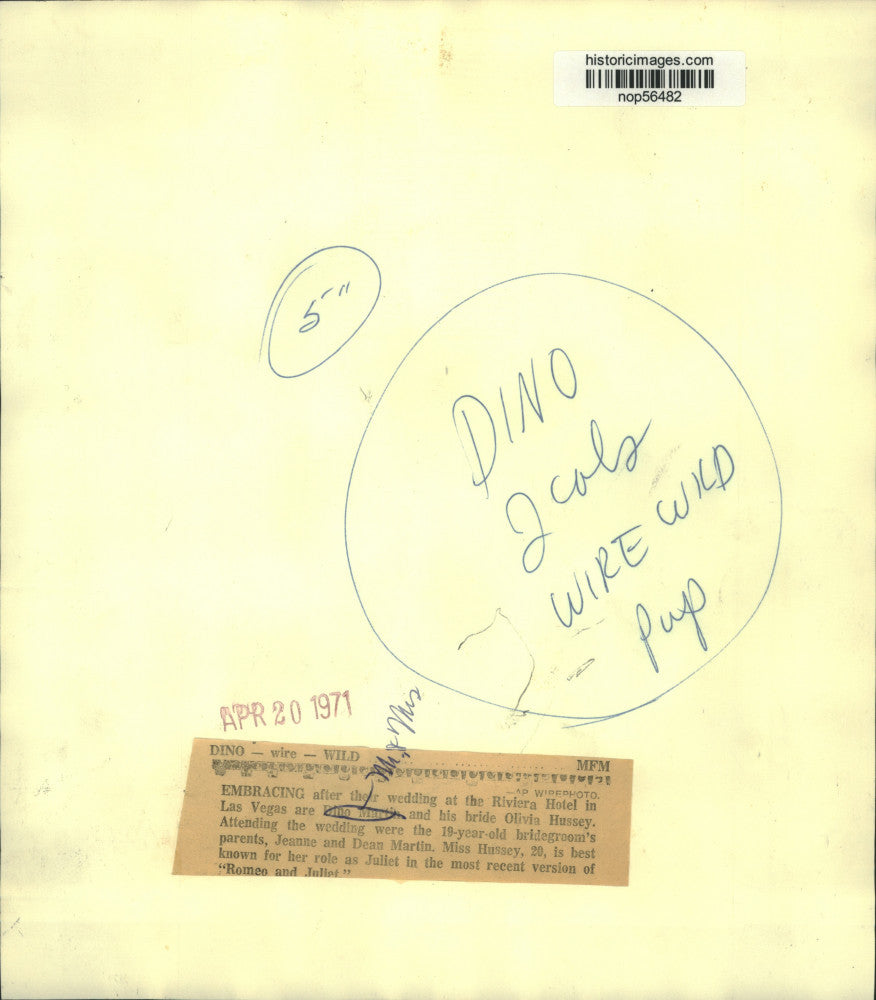 historicimages.com
nop56482
5"
DINO
2 cols
WIRE WILD
pup
APR 20 1971
Mr & Mrs
DINO — wire — WILD
MFM
—AP WIREPHOTO.
EMBRACING after their wedding at the Riviera Hotel in
Las Vegas are Dino Martin and his bride Olivia Hussey.
Attending the wedding were the 19-year-old bridegroom's
parents, Jeanne and Dean Martin. Miss Hussey, 20, is best
known for her role as Juliet in the most recent version of
"Romeo and Juliet."